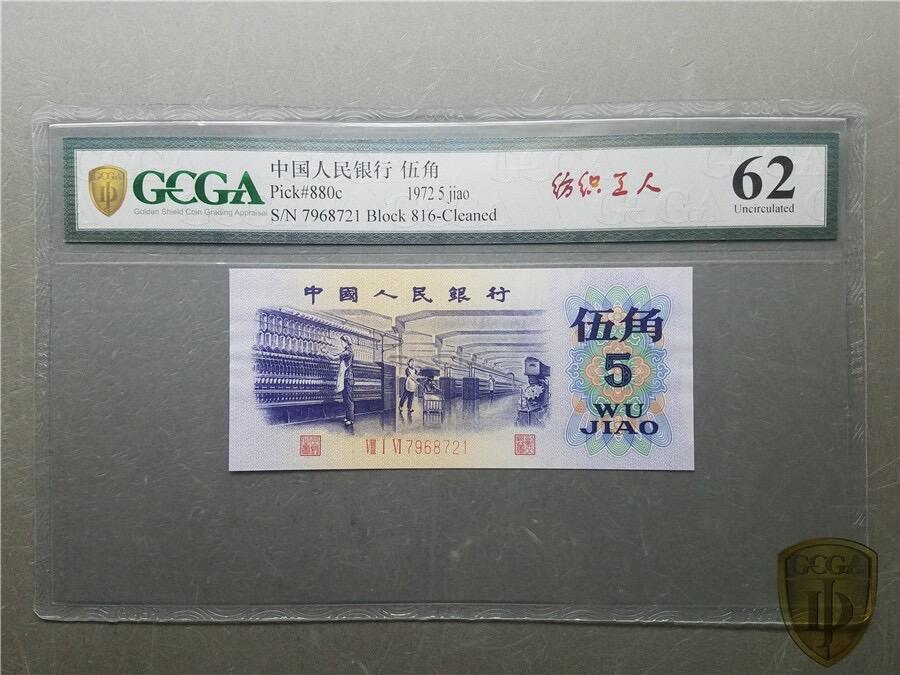 GCGA
Golden Shield Coin Grading Appraisal
中国人民银行 伍角
Pick#880c 1972 5 jiao
S/N 7968721 Block 816-Cleaned
纺织工人
62
Uncirculated
中國人民銀行
伍角
5
WU
JIAO
VIII I VI 7968721
GCGA